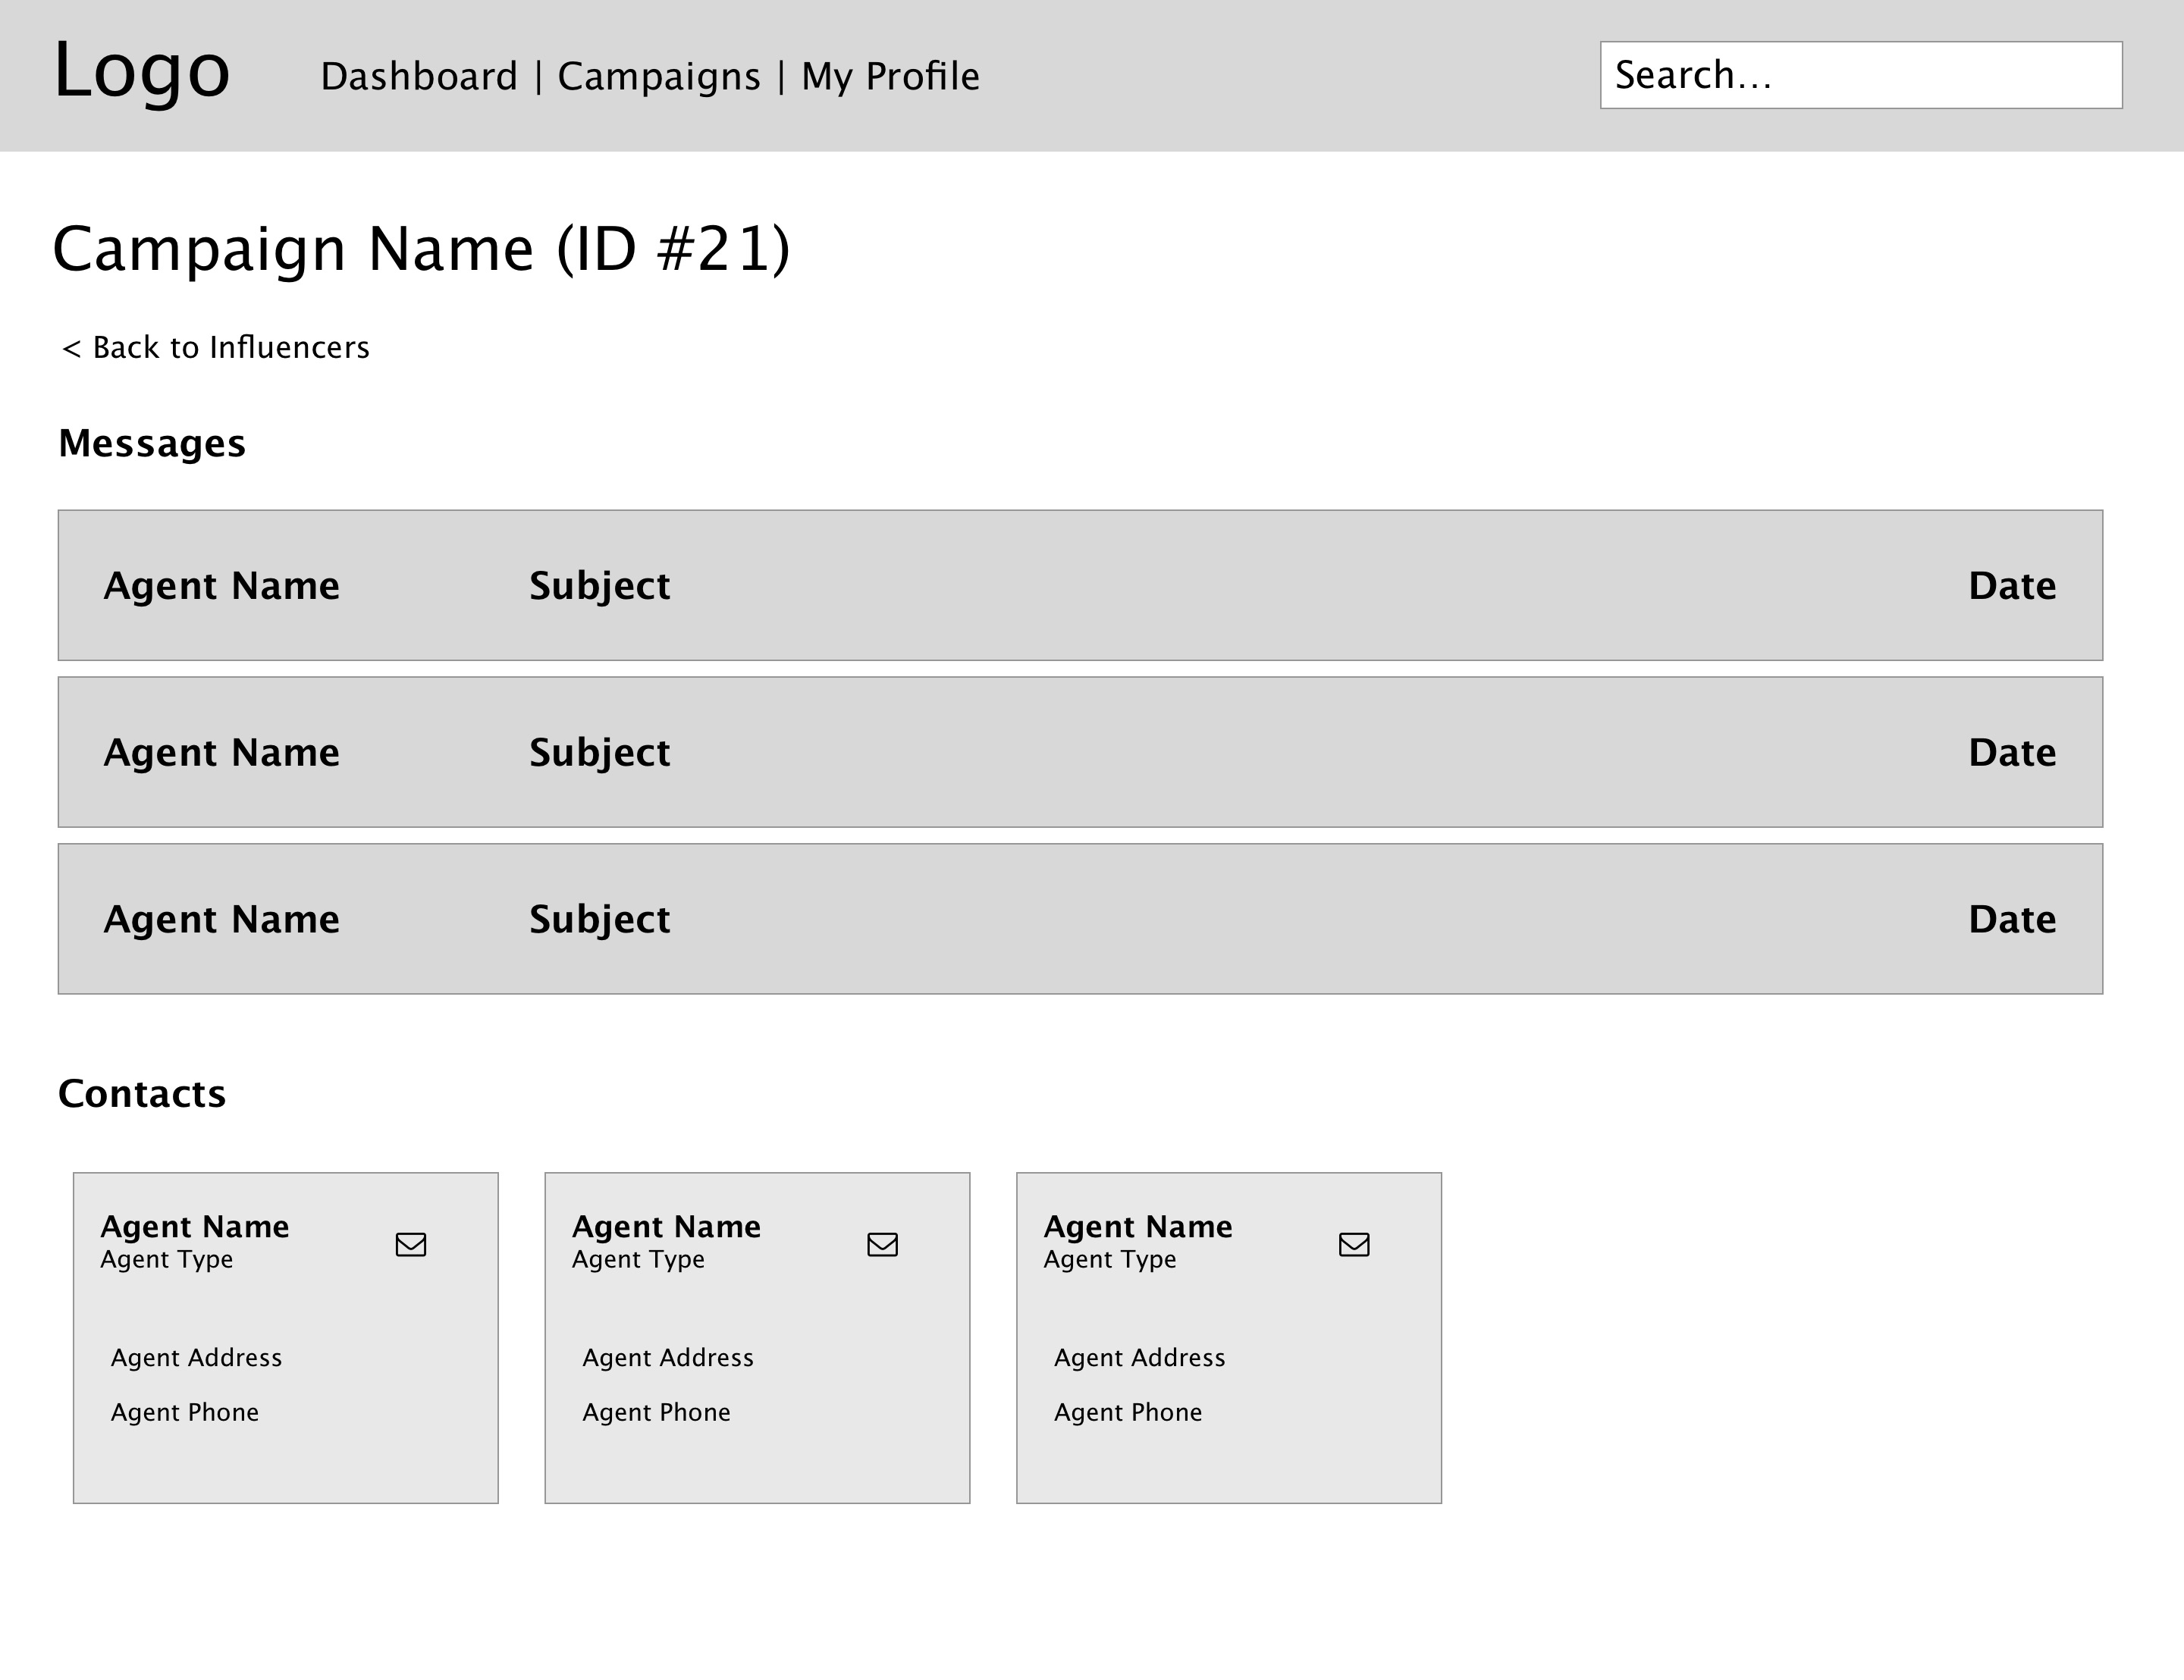 Logo
Dashboard | Campaigns | My Profile
Search...
Campaign Name (ID #21)
< Back to Influencers
Messages
Agent Name Subject Date
Agent Name Subject Date
Agent Name Subject Date
Contacts
Agent Name
Agent Type
Agent Address
Agent Phone
Agent Name
Agent Type
Agent Address
Agent Phone
Agent Name
Agent Type
Agent Address
Agent Phone